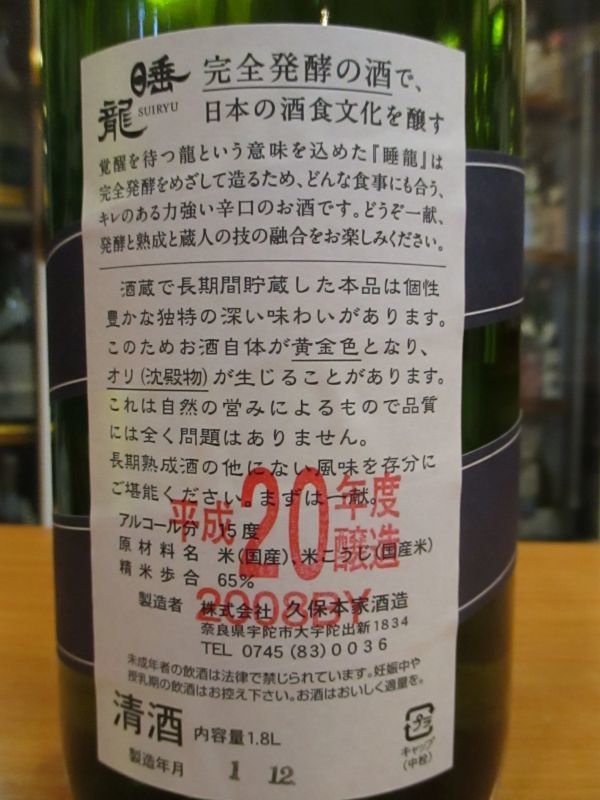 睡龍
SUIRYU
完全発酵の酒で、
日本の酒食文化を醸す
覚醒を待つ龍という意味を込めた『睡龍』は
完全発酵をめざして造るため、どんな食事にも合う、
キレのある力強い辛口のお酒です。どうぞ一献、
発酵と熟成と蔵人の技の融合をお楽しみください。
酒蔵で長期間貯蔵した本品は個性
豊かな独特の深い味わいがあります。
このためお酒自体が黄金色となり、
オリ(沈殿物)が生じることがあります。
これは自然の営みによるもので品質
には全く問題はありません。
長期熟成酒の他にない風味を存分に
ご堪能ください。まずは一献。
平成20年度醸造
2008BY
アルコール分 15度
原材料名 米(国産)、米こうじ(国産米)
精米歩合 65%
製造者 株式会社 久保本家酒造
奈良県宇陀市大宇陀出新1834
TEL 0745 (83) 0036
未成年者の飲酒は法律で禁じられています。妊娠中や
授乳期の飲酒はお控え下さい。お酒はおいしく適量を。
清酒 内容量1.8L
製造年月 1 12.
プラ
キャップ
(中栓)